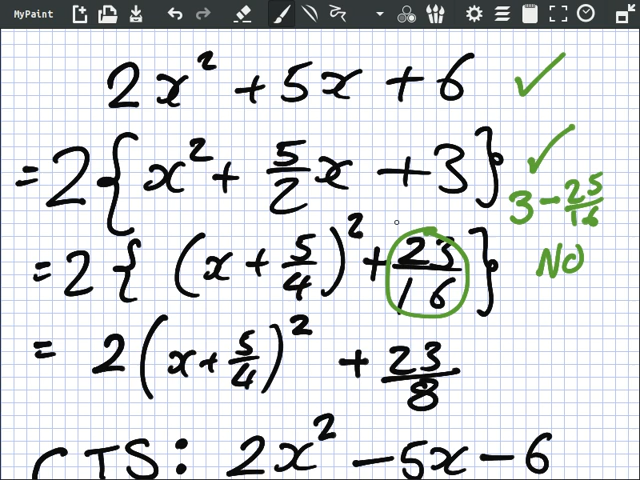 MyPaint
2x² + 5x + 6 ✓
= 2{x² + 5/2 x + 3} ✓
3 - 25/16
= 2{(x + 5/4)² + 23/16} NO
= 2(x + 5/4)² + 23/8
CTS: 2x² - 5x - 6